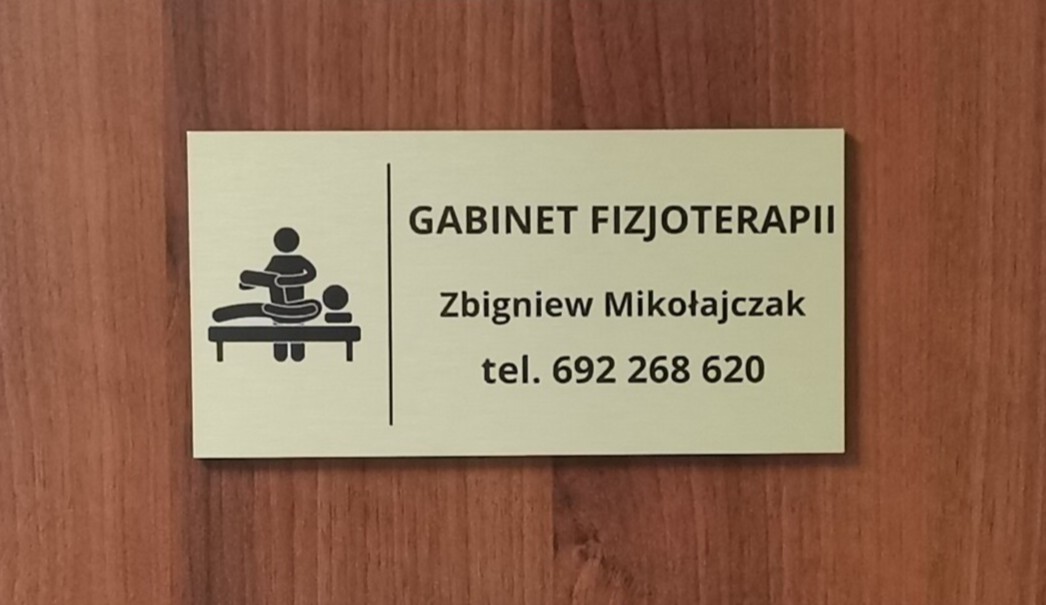 GABINET FIZJOTERAPII
Zbigniew Mikołajczak
tel. 692 268 620